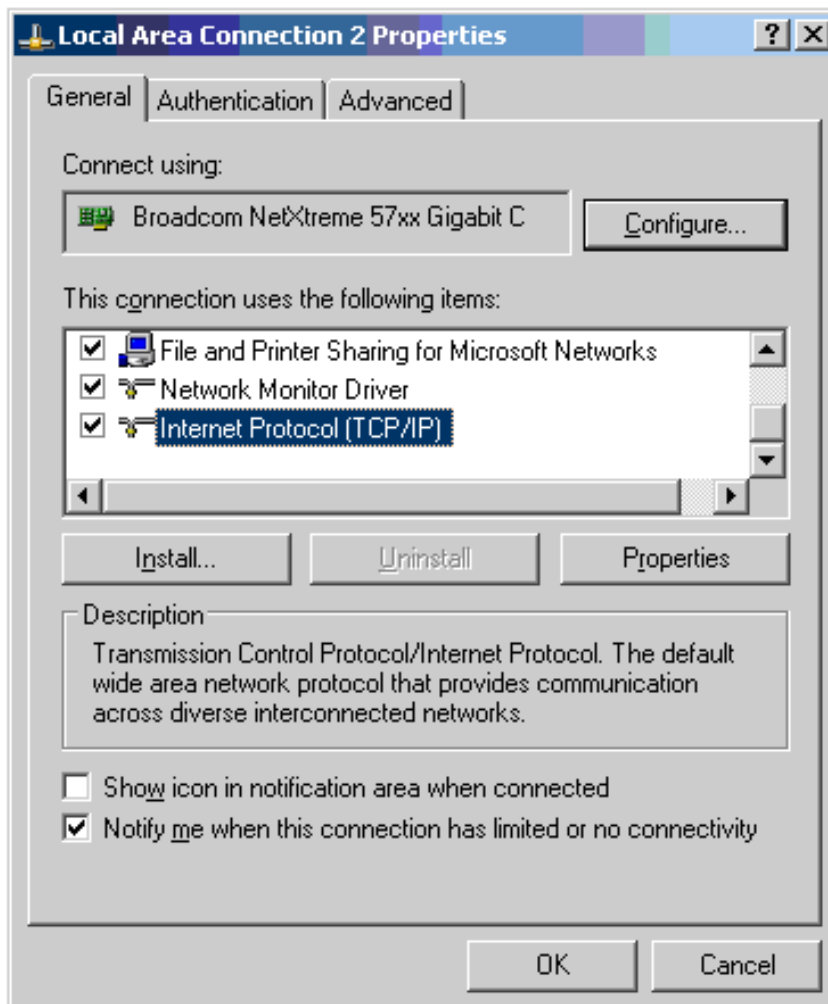 Local Area Connection 2 Properties
General
Authentication
Advanced
Connect using:
Broadcom NetXtreme 57xx Gigabit C
Configure...
This connection uses the following items:
File and Printer Sharing for Microsoft Networks
Network Monitor Driver
Internet Protocol (TCP/IP)
Install...
Uninstall
Properties
Description
Transmission Control Protocol/Internet Protocol. The default
wide area network protocol that provides communication
across diverse interconnected networks.
Show icon in notification area when connected
Notify me when this connection has limited or no connectivity
OK
Cancel